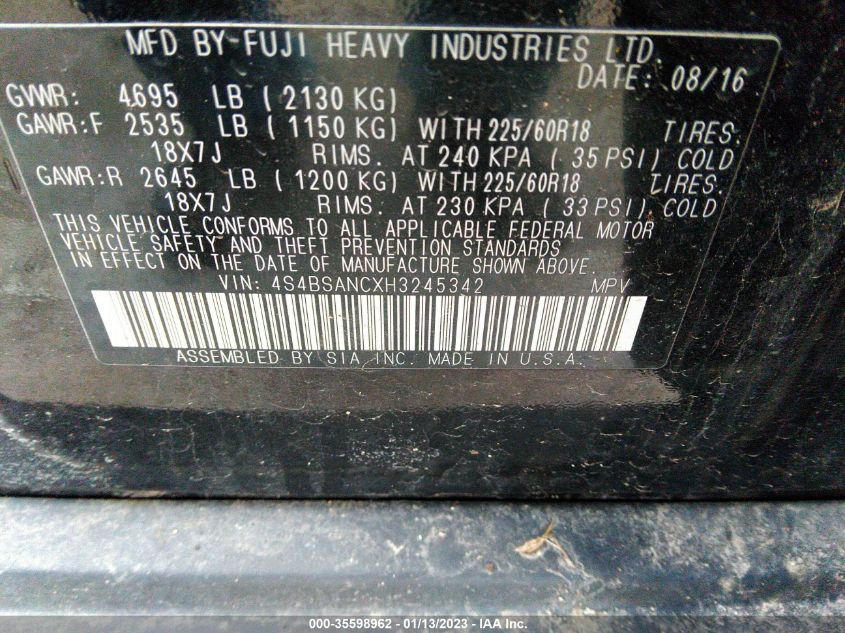 MFD BY-FUJI HEAVY INDUSTRIES LTD.
DATE: 08/16
GVWR: 4695 LB (2130 KG)
GAWR:F 2535 LB (1150 KG) WITH 225/60R18 TIRES.
18X7J RIMS. AT 240 KPA (35 PSI) COLD
GAWR:R 2645 LB (1200 KG) WITH 225/60R18 TIRES.
18X7J RIMS. AT 230 KPA (33 PSI) COLD
THIS VEHICLE CONFORMS TO ALL APPLICABLE FEDERAL MOTOR
VEHICLE SAFETY AND THEFT PREVENTION STANDARDS
IN EFFECT ON THE DATE OF MANUFACTURE SHOWN ABOVE.
VIN: 4S4BSANCXH3245342 MPV
ASSEMBLED BY SIA INC. MADE IN U.S.A.
000-35598962 — 01/13/2023 — IAA Inc.